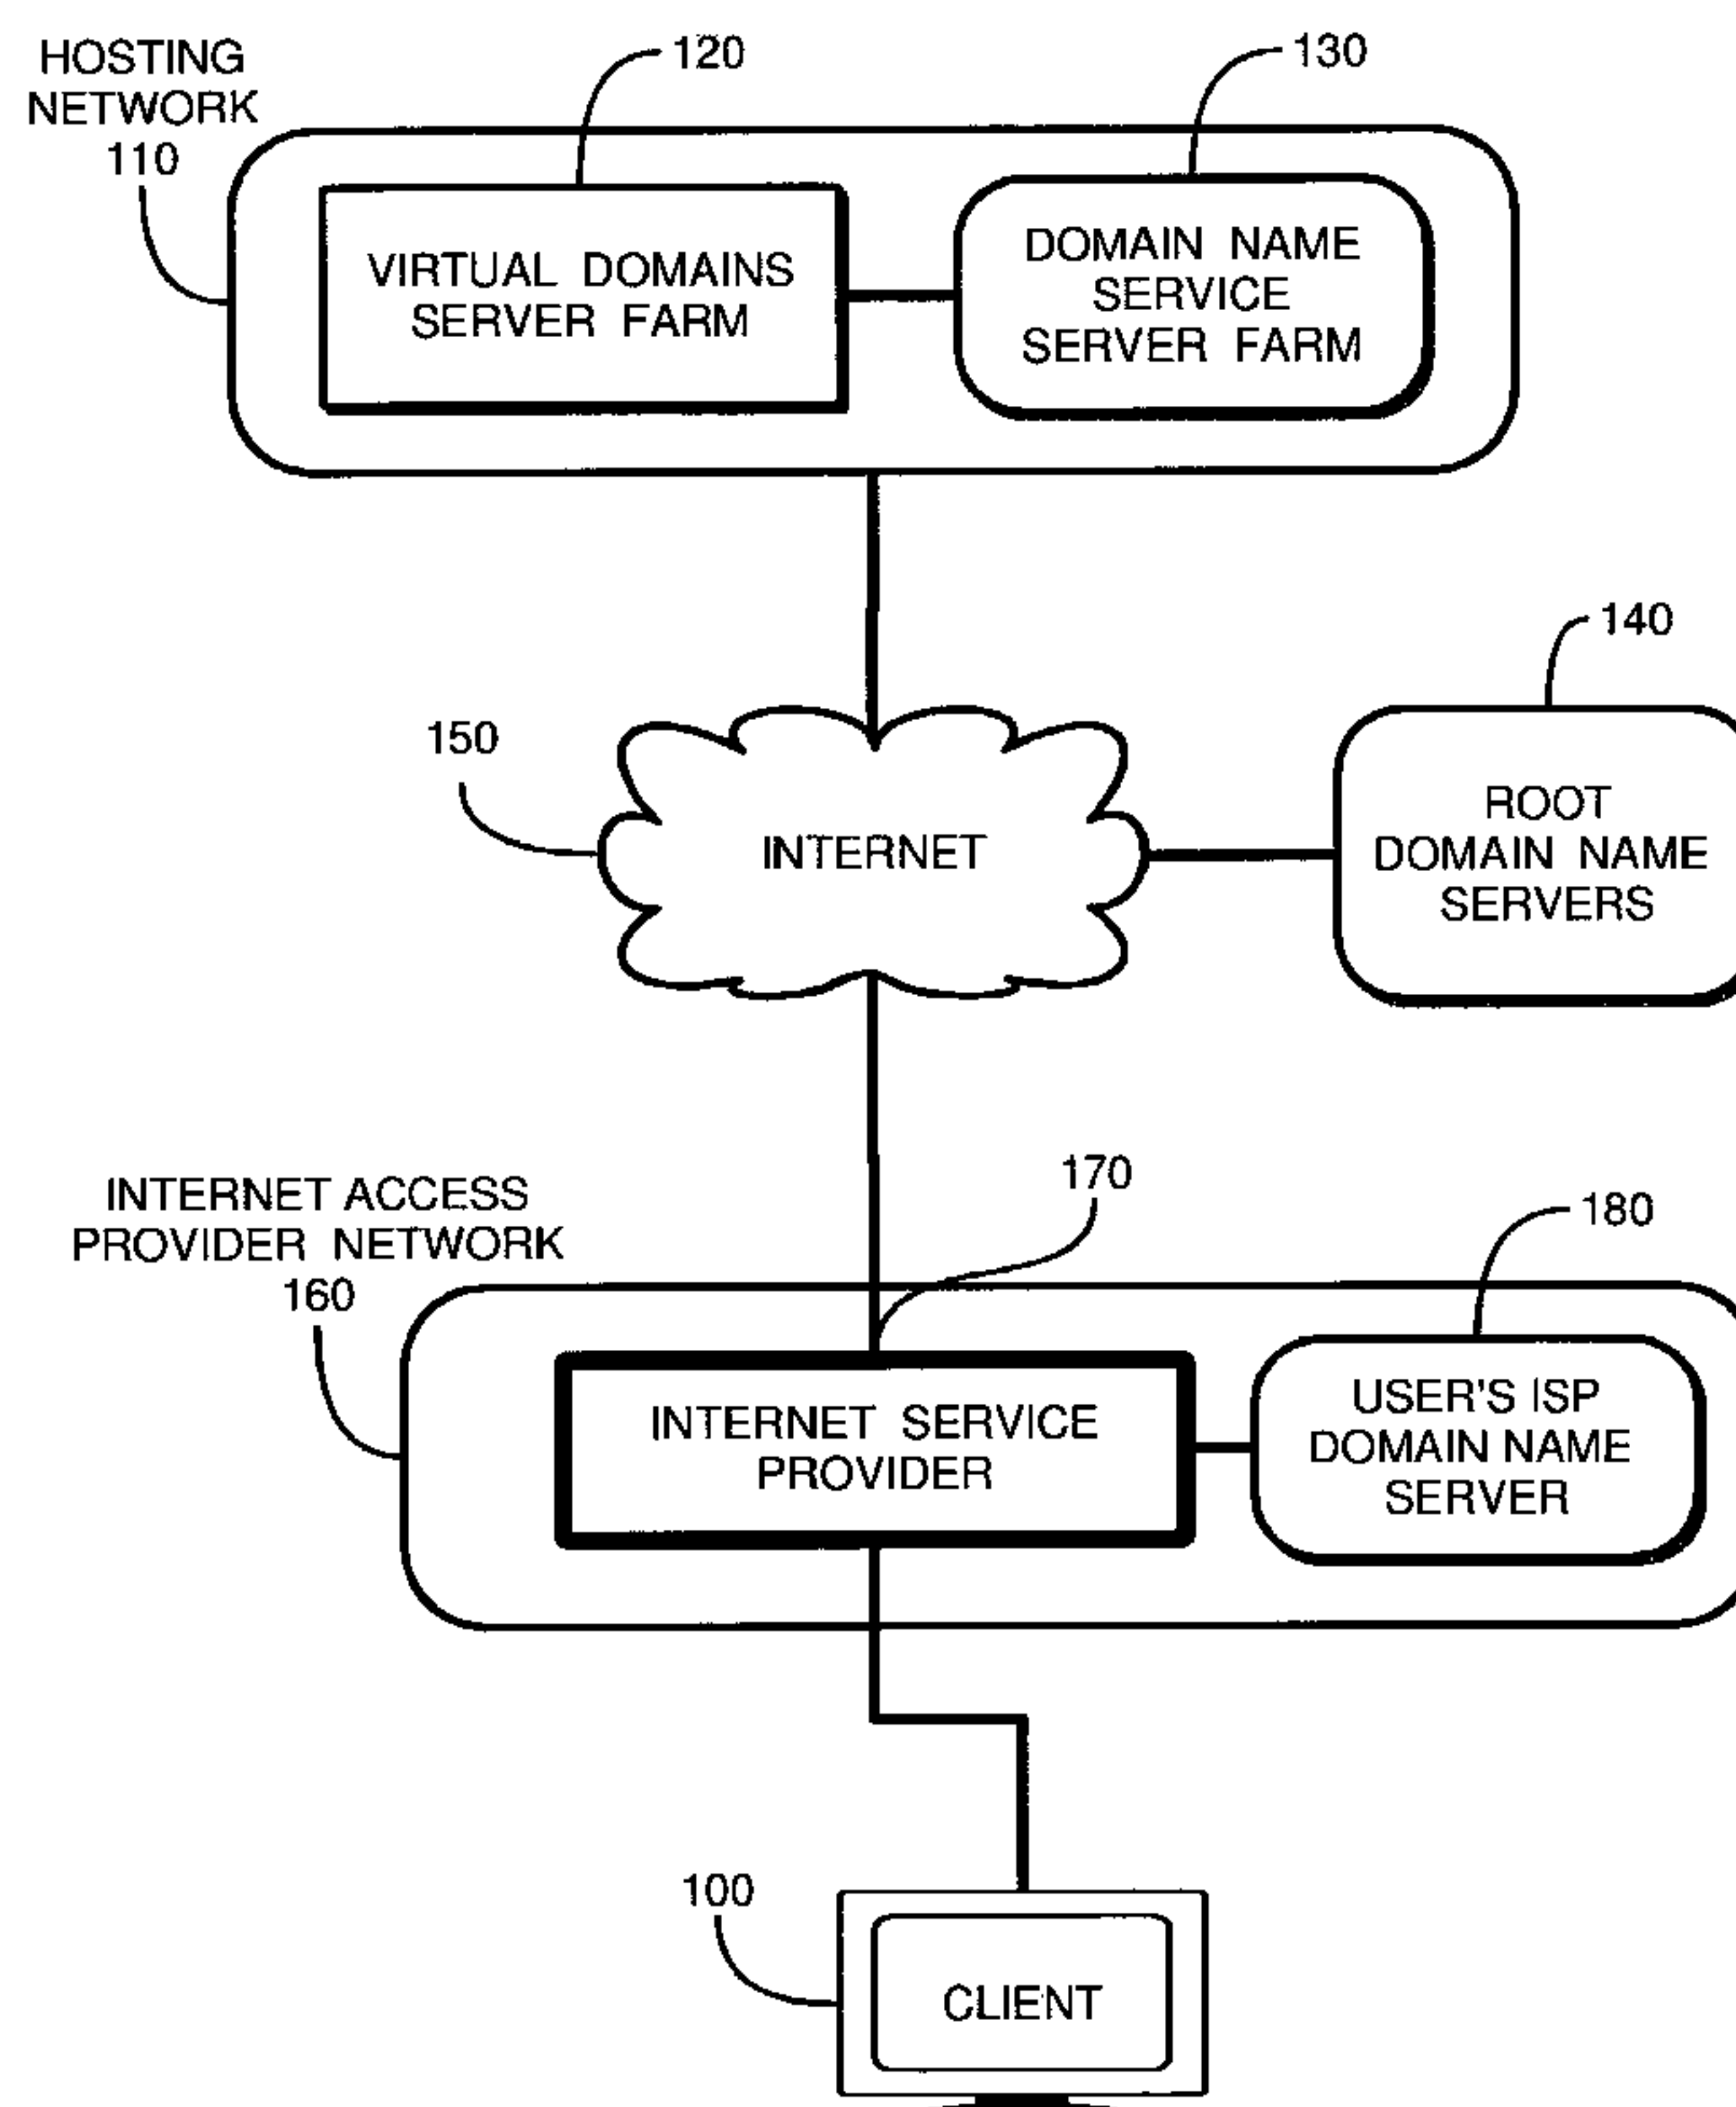 HOSTING
NETWORK
110
120
130
VIRTUAL DOMAINS
SERVER FARM
DOMAIN NAME
SERVICE
SERVER FARM
140
150
INTERNET
ROOT
DOMAIN NAME
SERVERS
INTERNET ACCESS
PROVIDER NETWORK
160
170
180
INTERNET SERVICE
PROVIDER
USER'S ISP
DOMAIN NAME
SERVER
100
CLIENT